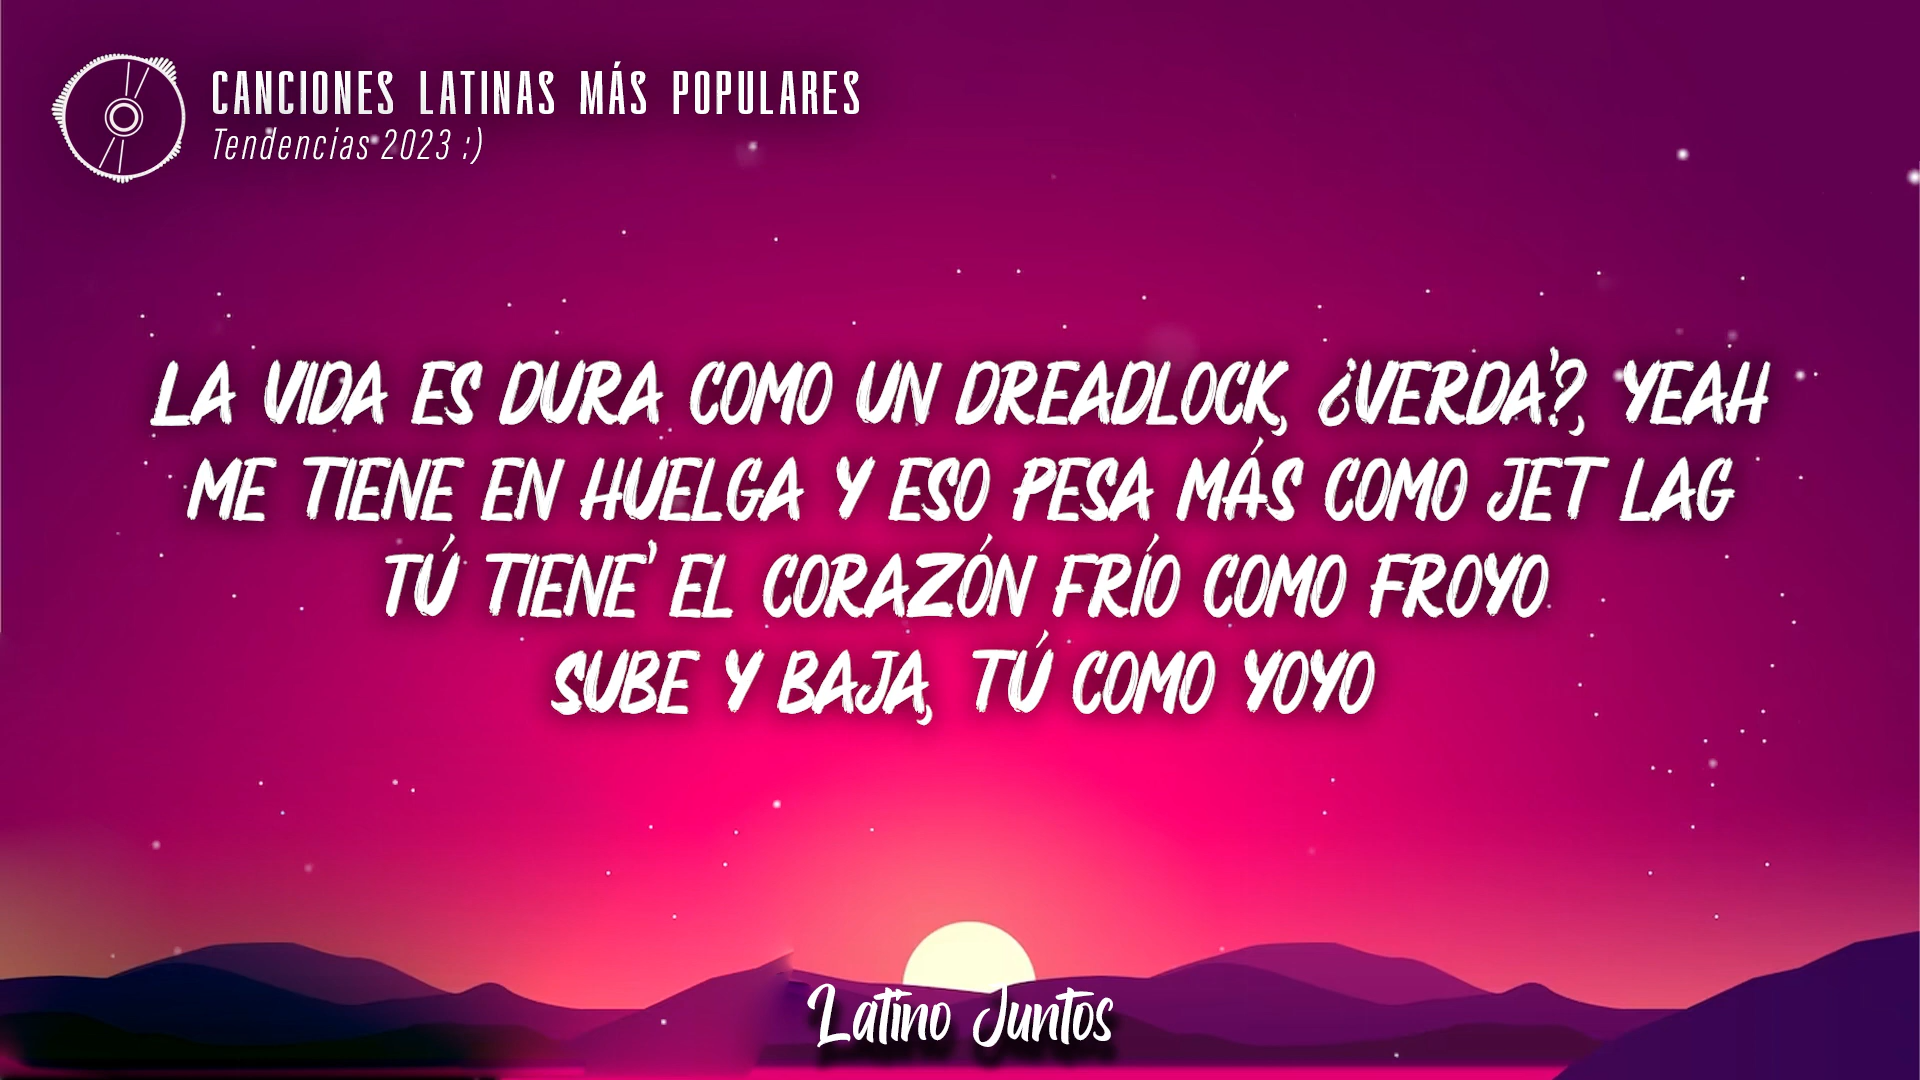 CANCIONES LATINAS MÁS POPULARES
Tendencias 2023 :)
LA VIDA ES DURA COMO UN DREADLOCK, ¿VERDA'?, YEAH
ME TIENE EN HUELGA Y ESO PESA MÁS COMO JET LAG
TÚ TIENE' EL CORAZÓN FRÍO COMO FROYO
SUBE Y BAJA, TÚ COMO YOYO
Latino Juntos